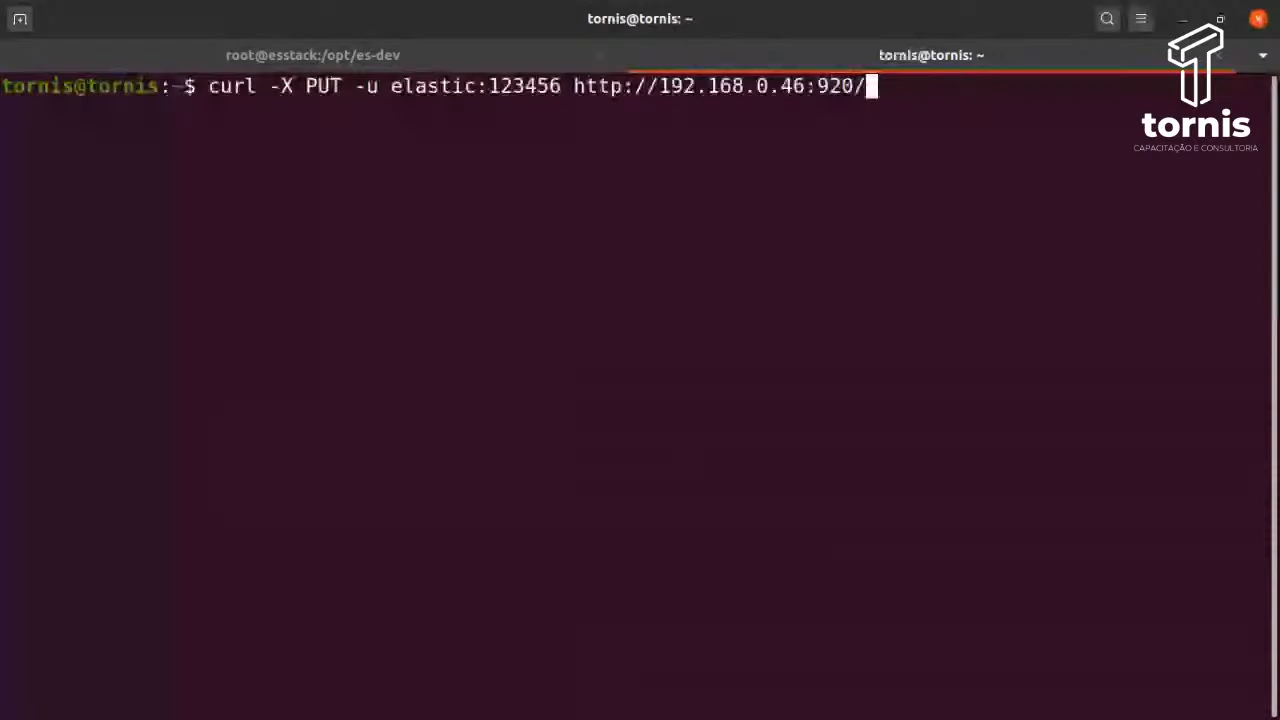 tornis@tornis: ~
root@esstack:/opt/es-dev
tornis@tornis: ~
tornis@tornis:~$ curl -X PUT -u elastic:123456 http://192.168.0.46:920/
tornis
CAPACITAÇÃO E CONSULTORIA